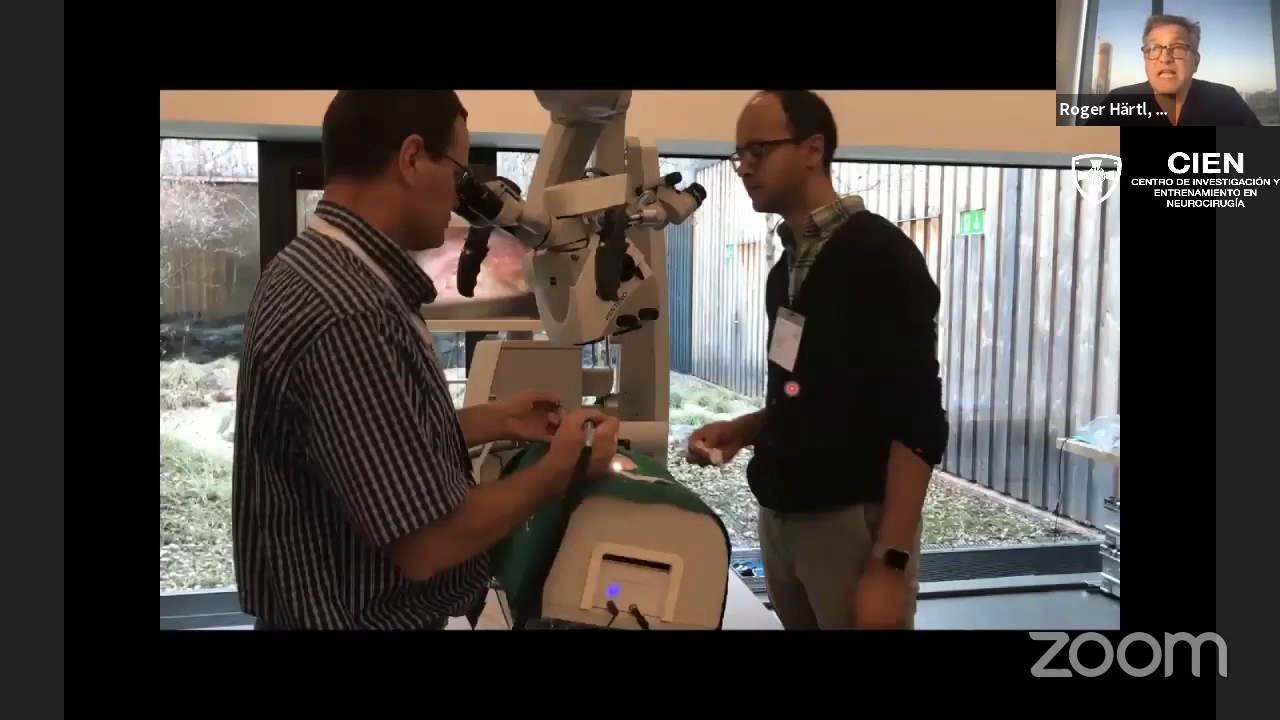 Roger Härtl, ...
CIEN
CENTRO DE INVESTIGACIÓN Y
ENTRENAMIENTO EN
NEUROCIRUGÍA
zoom